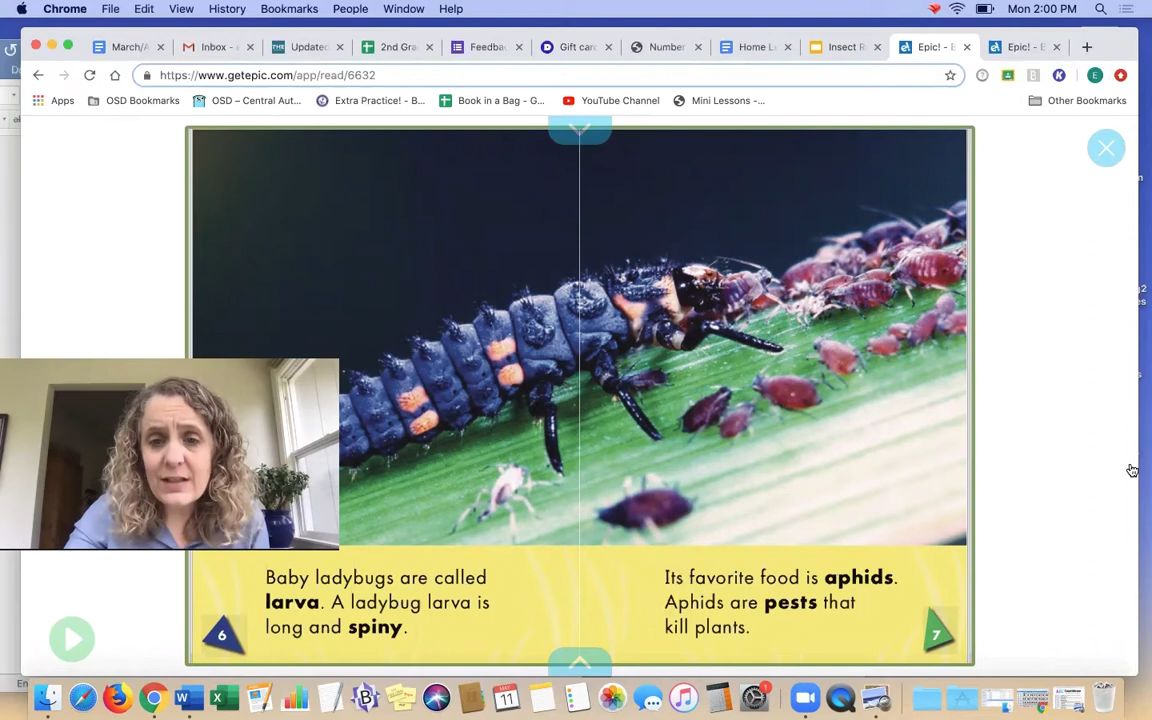 Chrome File Edit View History Bookmarks People Window Help Mon 2:00 PM
March/A Inbox - Updated 2nd Gra Feedba Gift car Number Home L Insect R Epic! - E Epic! - E
https://www.getepic.com/app/read/6632
Apps OSD Bookmarks OSD – Central Aut... Extra Practice! - B... Book in a Bag - G... YouTube Channel Mini Lessons -... Other Bookmarks
Baby ladybugs are called
larva. A ladybug larva is
long and spiny.
6
Its favorite food is aphids.
Aphids are pests that
kill plants.
7